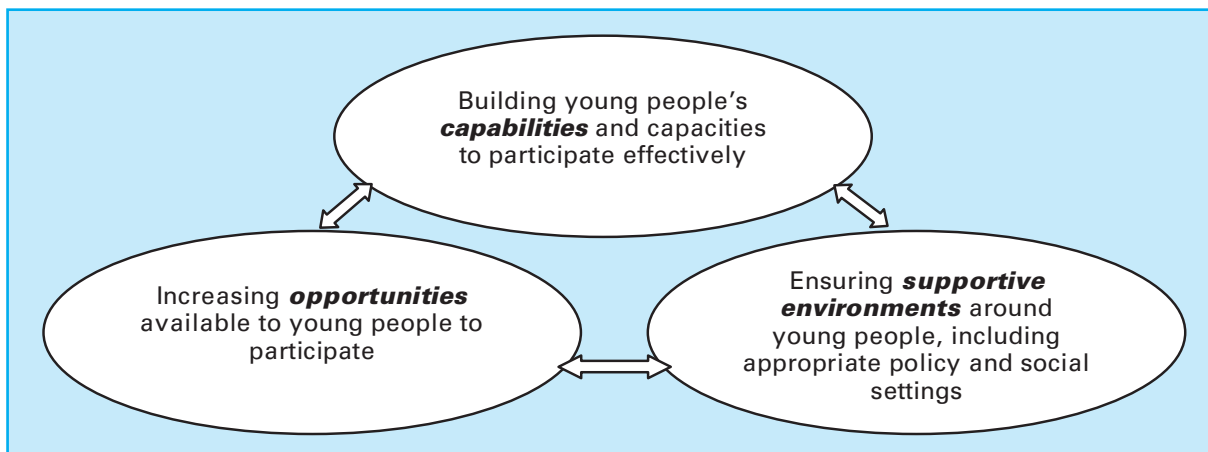 Building young people’s
capabilities and capacities
to participate effectively
Increasing opportunities
available to young people to
participate
Ensuring supportive
environments around
young people, including
appropriate policy and social
settings